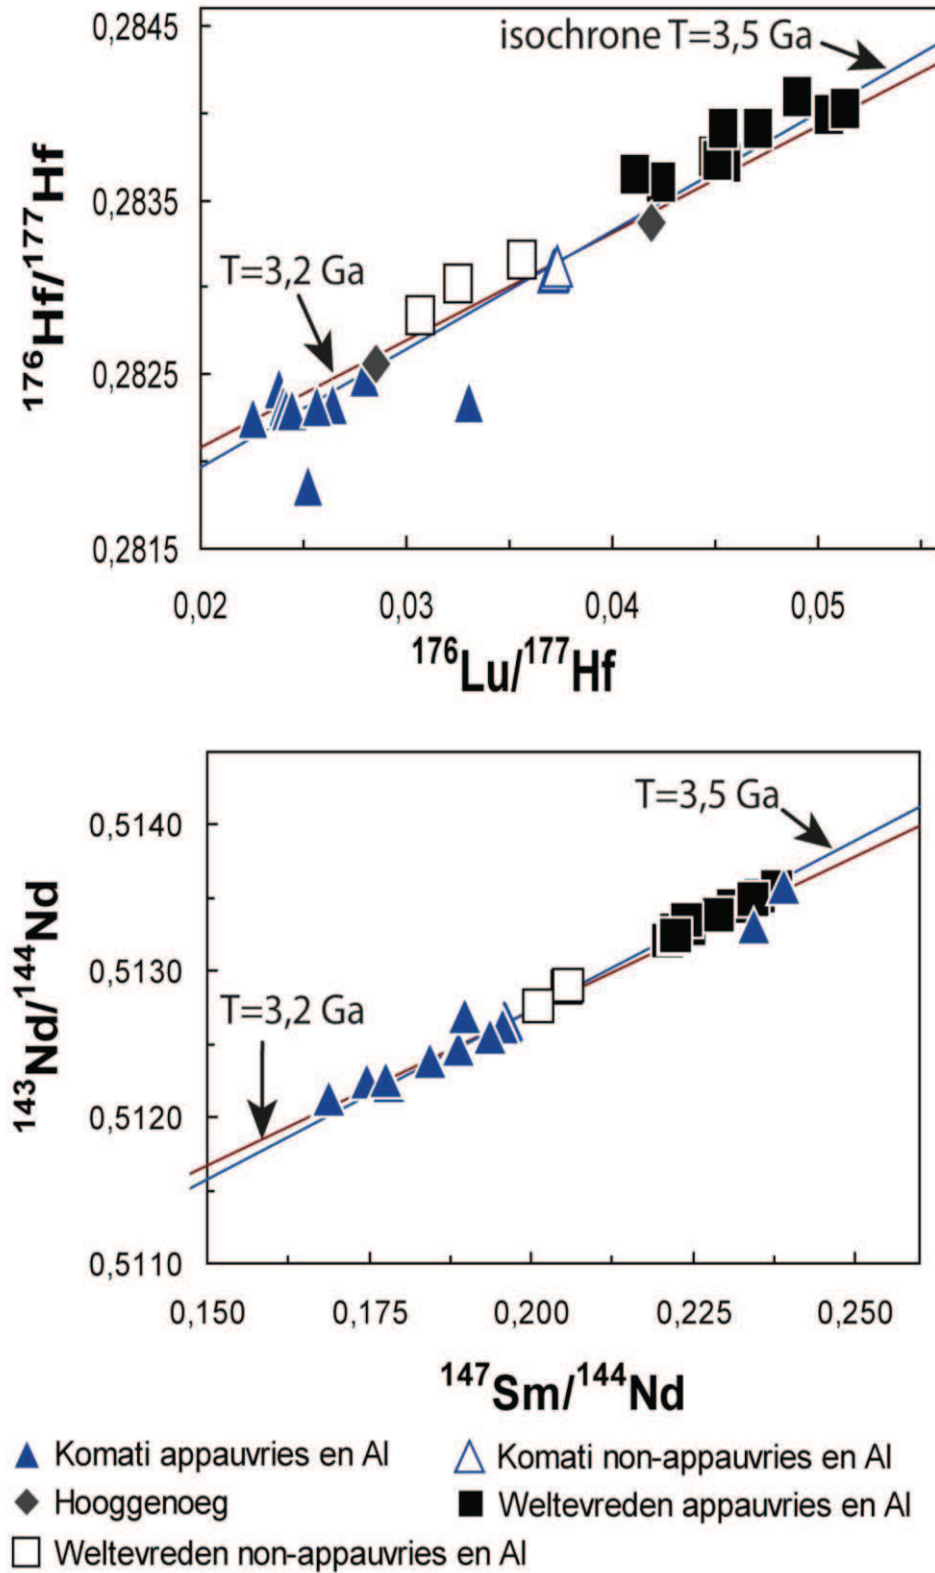 0,2845
isochrone T=3,5 Ga
0,2835
T=3,2 Ga
0,2825
0,2815
¹⁷⁶Hf/¹⁷⁷Hf
0,02 0,03 0,04 0,05
¹⁷⁶Lu/¹⁷⁷Hf
T=3,5 Ga
0,5140
0,5130
T=3,2 Ga
0,5120
0,5110
¹⁴³Nd/¹⁴⁴Nd
0,150 0,175 0,200 0,225 0,250
¹⁴⁷Sm/¹⁴⁴Nd
Komati appauvries en Al
Komati non-appauvries en Al
Hooggenoeg
Weltevreden appauvries en Al
Weltevreden non-appauvries en Al